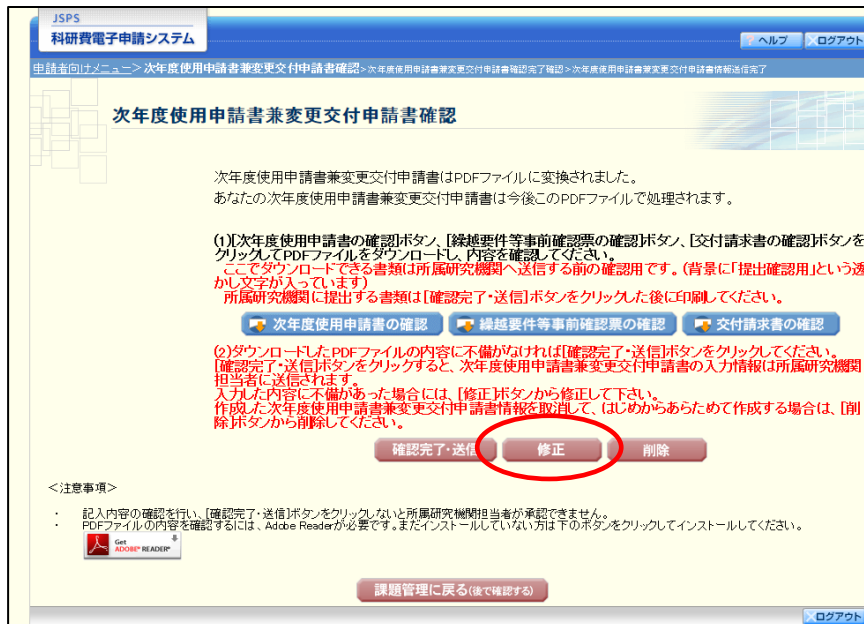 JSPS
科研費電子申請システム
ヘルプ
ログアウト
申請者向けメニュー>次年度使用申請書兼変更交付申請書確認>次年度使用申請書兼変更交付申請書確認完了確認>次年度使用申請書兼変更交付申請書情報送信完了
次年度使用申請書兼変更交付申請書確認
次年度使用申請書兼変更交付申請書はPDFファイルに変換されました。
あなたの次年度使用申請書兼変更交付申請書は今後このPDFファイルで処理されます。
(1)[次年度使用申請書の確認]ボタン、[繰越要件等事前確認票の確認]ボタン、[交付請求書の確認]ボタンを
クリックしてPDFファイルをダウンロードし、内容を確認してください。
ここでダウンロードできる書類は所属研究機関へ送信する前の確認用です。(背景に「提出確認用」という透
かし文字が入っています)
所属研究機関に提出する書類は[確認完了・送信]ボタンをクリックした後に印刷してください。
次年度使用申請書の確認
繰越要件等事前確認票の確認
交付請求書の確認
(2)ダウンロードしたPDFファイルの内容に不備がなければ[確認完了・送信]ボタンをクリックしてください。
[確認完了・送信]ボタンをクリックすると、次年度使用申請書兼変更交付申請書の入力情報は所属研究機関
担当者に送信されます。
入力した内容に不備があった場合には、[修正]ボタンから修正して下さい。
作成した次年度使用申請書兼変更交付申請書情報を取消して、はじめからあらためて作成する場合は、[削
除]ボタンから削除してください。
確認完了・送信
修正
削除
<注意事項>
・ 記入内容の確認を行い、[確認完了・送信]ボタンをクリックしないと所属研究機関担当者が承認できません。
・ PDFファイルの内容を確認するには、Adobe Readerが必要です。まだインストールしていない方は下のボタンをクリックしてインストールしてください。
Get
ADOBE® READER®
課題管理に戻る(後で確認する)
ログアウト